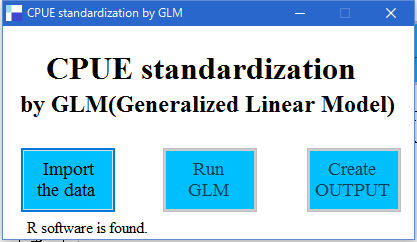 CPUE standardization by GLM
CPUE standardization
by GLM(Generalized Linear Model)
Import
the data
Run
GLM
Create
OUTPUT
R software is found.